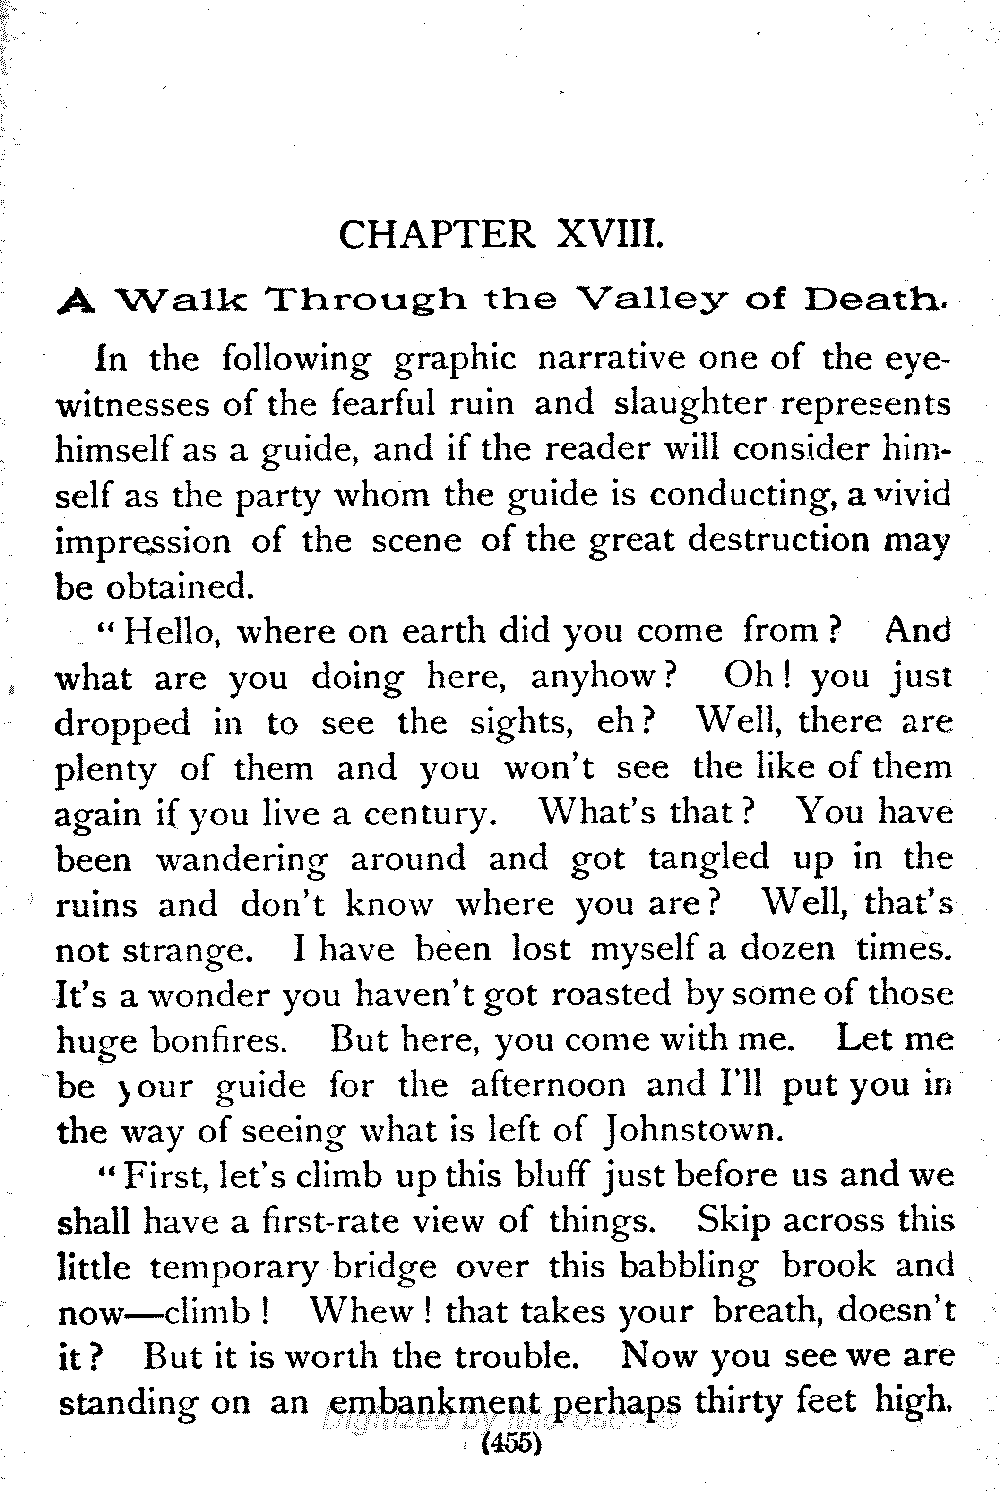 CHAPTER XVIII.
A Walk Through the Valley of Death.
In the following graphic narrative one of the eye-
witnesses of the fearful ruin and slaughter represents
himself as a guide, and if the reader will consider him-
self as the party whom the guide is conducting, a vivid
impression of the scene of the great destruction may
be obtained.
“ Hello, where on earth did you come from ? And
what are you doing here, anyhow ? Oh ! you just
dropped in to see the sights, eh ? Well, there are
plenty of them and you won’t see the like of them
again if you live a century. What’s that ? You have
been wandering around and got tangled up in the
ruins and don’t know where you are ? Well, that’s
not strange. I have been lost myself a dozen times.
It’s a wonder you haven’t got roasted by some of those
huge bonfires. But here, you come with me. Let me
be your guide for the afternoon and I’ll put you in
the way of seeing what is left of Johnstown.
“ First, let’s climb up this bluff just before us and we
shall have a first-rate view of things. Skip across this
little temporary bridge over this babbling brook and
now—climb ! Whew ! that takes your breath, doesn’t
it ? But it is worth the trouble. Now you see we are
standing on an embankment perhaps thirty feet high.
Digitized by Microsoft ®
(455)